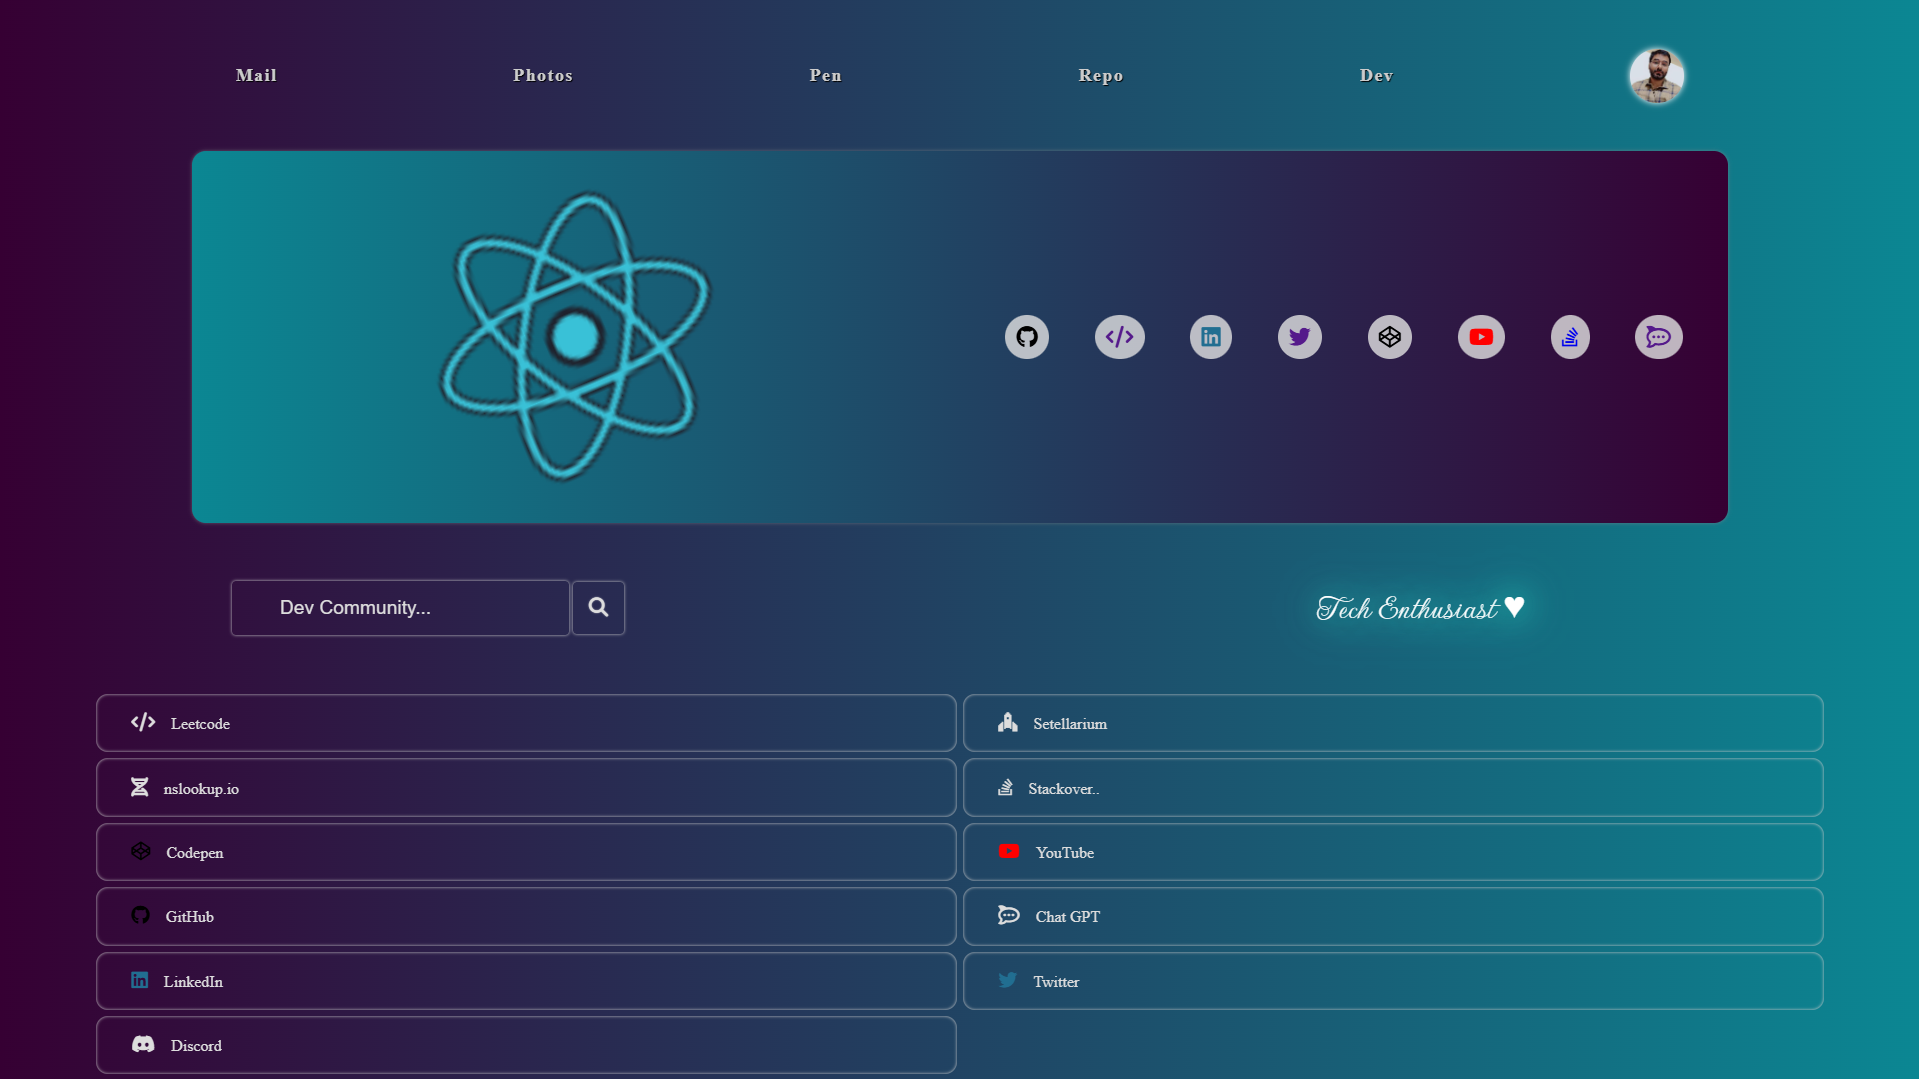 Mail Photos Pen Repo Dev
Dev Community...
Tech Enthusiast ♥
Leetcode
Setellarium
nslookup.io
Stackover..
Codepen
YouTube
GitHub
Chat GPT
LinkedIn
Twitter
Discord